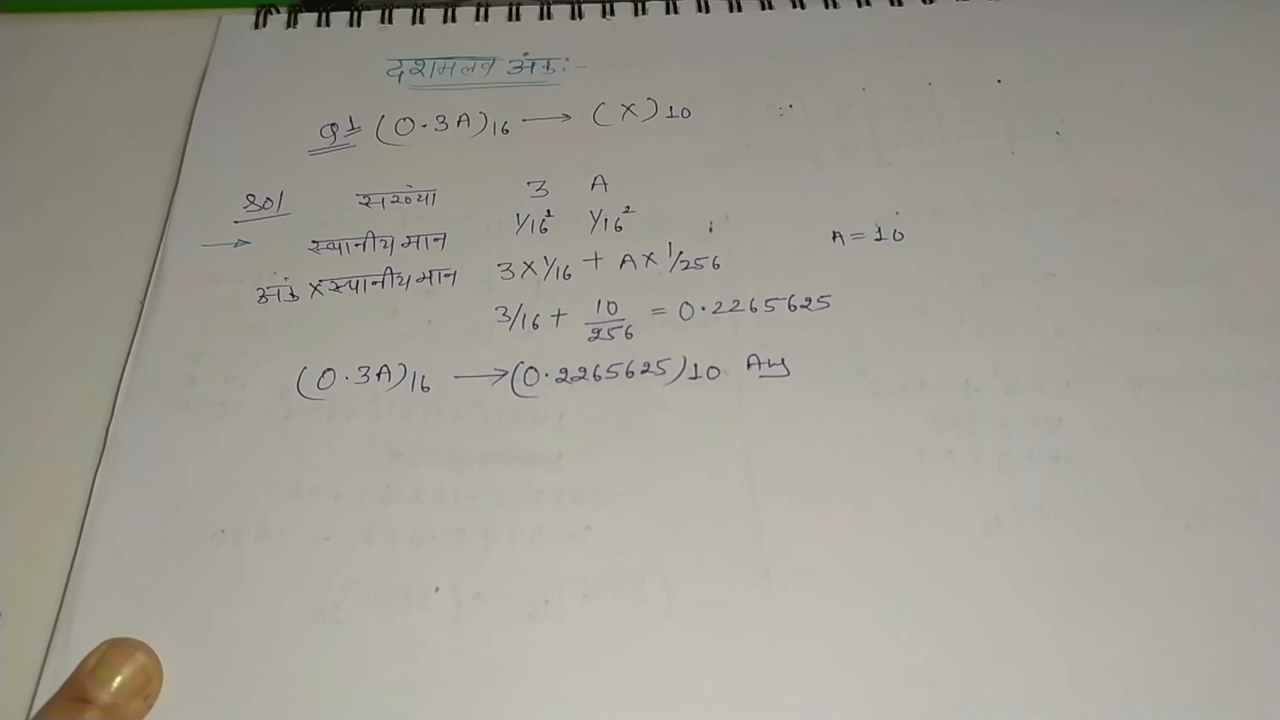 दशमलव अंक:-
Q1 (0.3A)16 → (X)10
Sol संख्या 3 A
→ स्थानीय मान 1/16¹ 1/16²
A = 10
अंक X स्थानीय मान 3 X 1/16 + A X 1/256
3/16 + 10/256 = 0.2265625
(0.3A)16 → (0.2265625)10 Ans